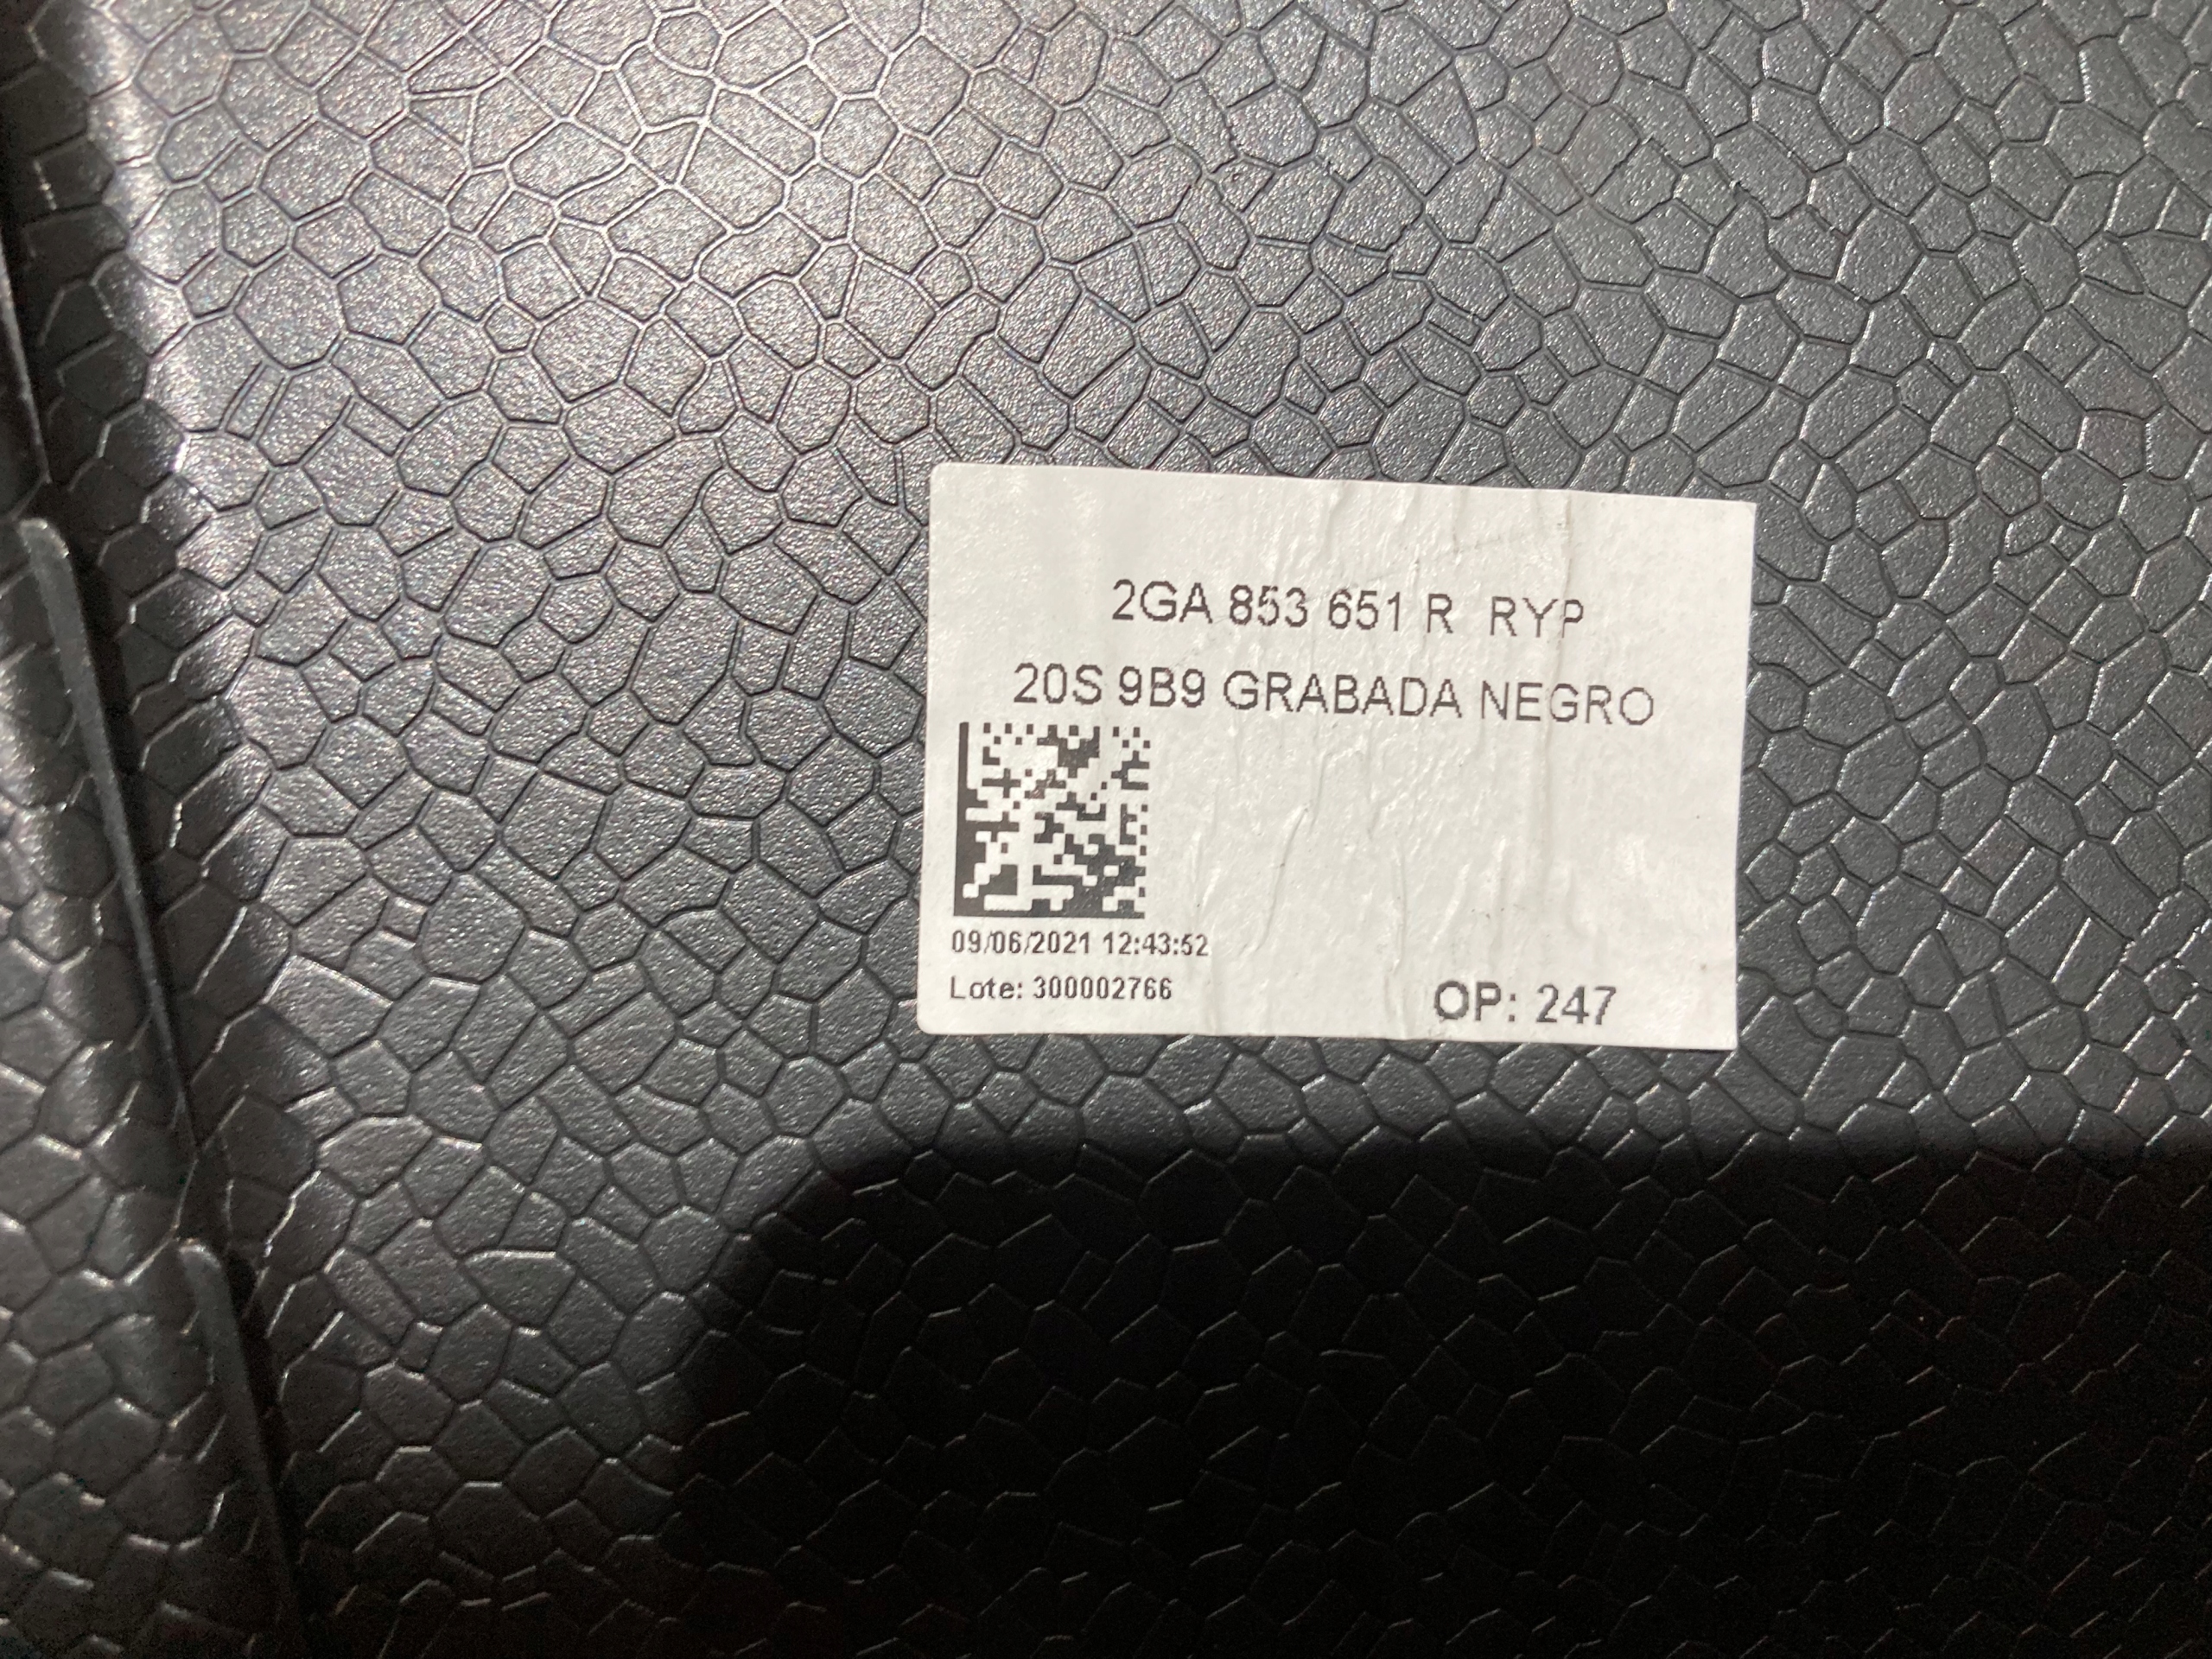 2GA 853 651 R RYP
20S 9B9 GRABADA NEGRO
09/06/2021 12:43:52
Lote: 300002766
OP: 247